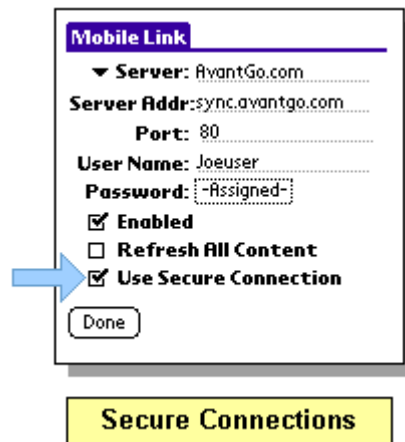 Mobile Link
Server: AvantGo.com
Server Addr:sync.avantgo.com
Port: 80
User Name: Joeuser
Password: -Assigned-
Enabled
Refresh All Content
Use Secure Connection
Done
Secure Connections